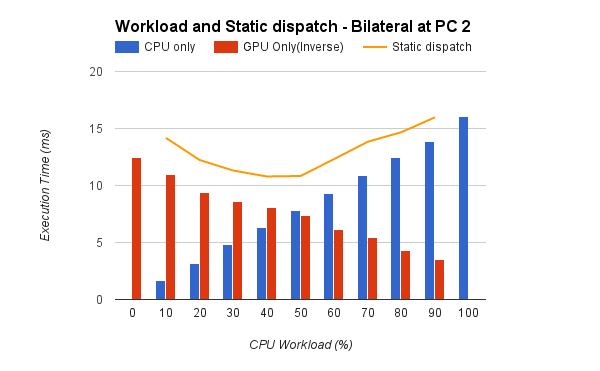 Workload and Static dispatch - Bilateral at PC 2
CPU only GPU Only(Inverse) Static dispatch
20
15
10
5
0
Execution Time (ms)
0 10 20 30 40 50 60 70 80 90 100
CPU Workload (%)